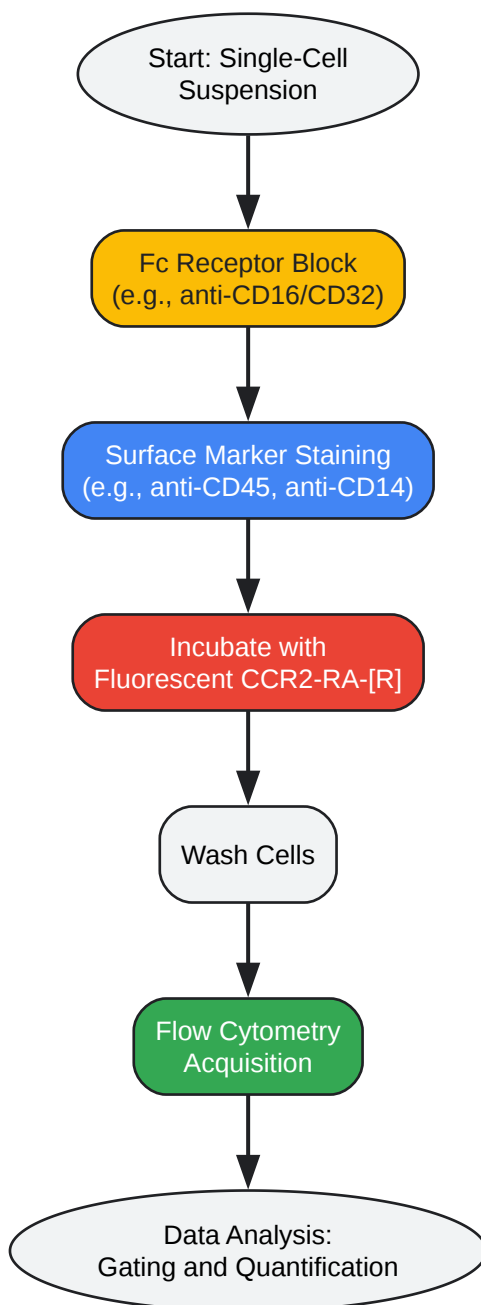 Start: Single-Cell
Suspension
Fc Receptor Block
(e.g., anti-CD16/CD32)
Surface Marker Staining
(e.g., anti-CD45, anti-CD14)
Incubate with
Fluorescent CCR2-RA-[R]
Wash Cells
Flow Cytometry
Acquisition
Data Analysis:
Gating and Quantification